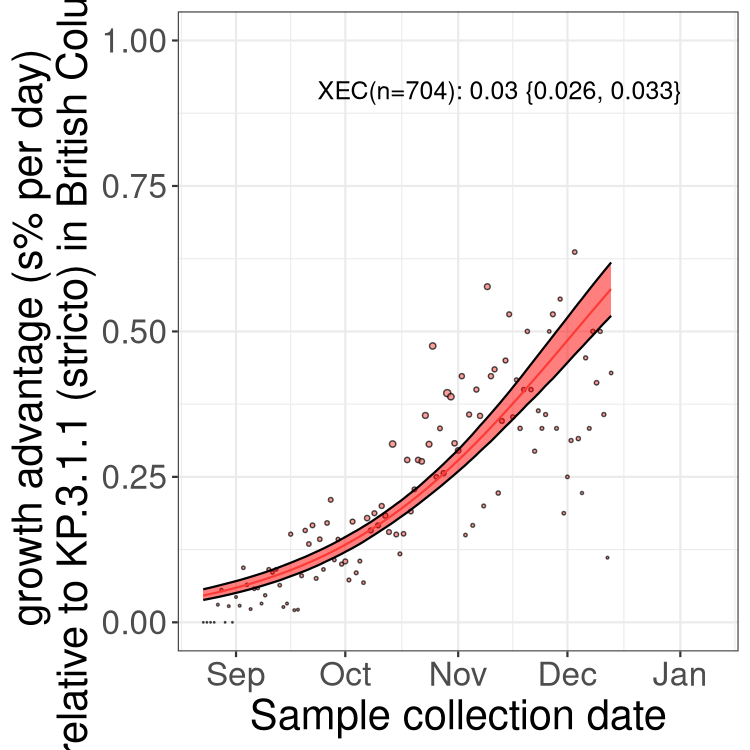 growth advantage (s% per day)
relative to KP.3.1.1 (stricto) in British Colu
1.00
0.75
0.50
0.25
0.00
XEC(n=704): 0.03 {0.026, 0.033}
Sep Oct Nov Dec Jan
Sample collection date